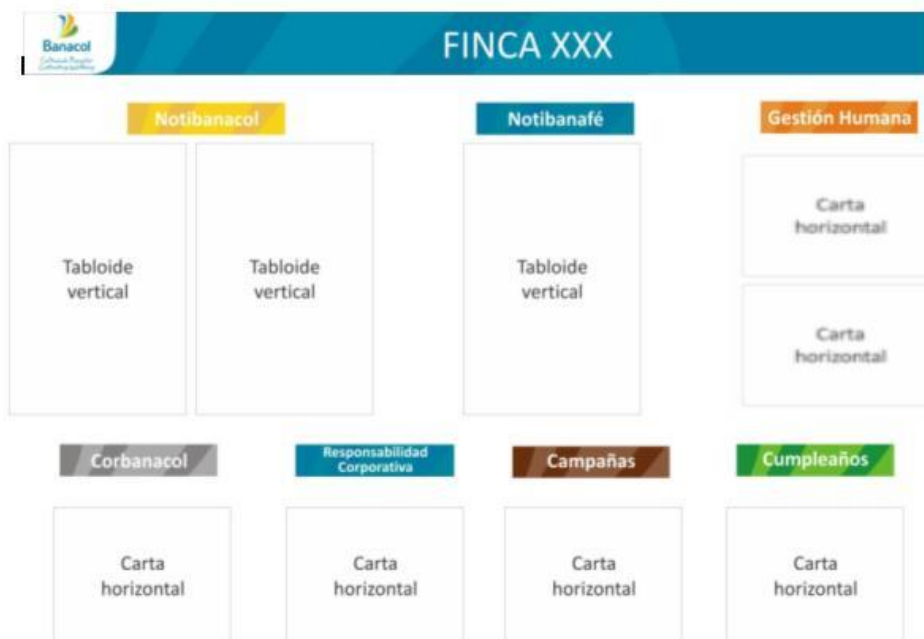 Banacol
FINCA XXX
Notibanacol
Notibanafé
Gestión Humana
Tabloide
vertical
Tabloide
vertical
Tabloide
vertical
Carta
horizontal
Carta
horizontal
Corbanacol
Responsabilidad
Corporativa
Campañas
Cumpleaños
Carta
horizontal
Carta
horizontal
Carta
horizontal
Carta
horizontal